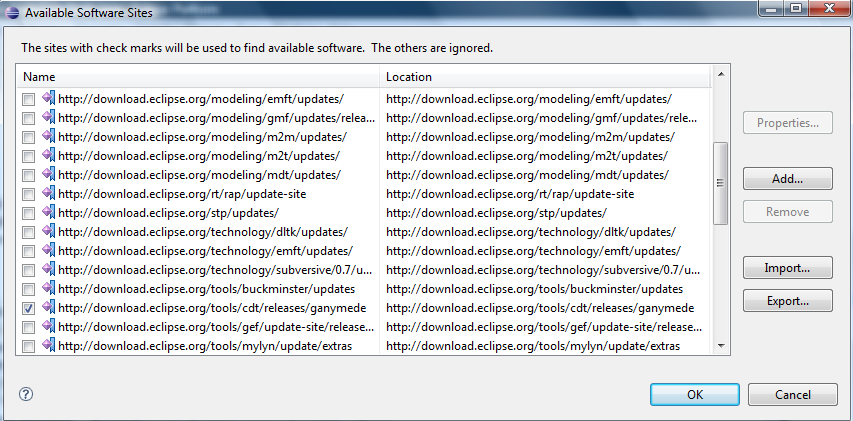 Available Software Sites
The sites with check marks will be used to find available software. The others are ignored.
Name Location
http://download.eclipse.org/modeling/emft/updates/ http://download.eclipse.org/modeling/emft/updates/
http://download.eclipse.org/modeling/gmf/updates/relea... http://download.eclipse.org/modeling/gmf/updates/rele...
http://download.eclipse.org/modeling/m2m/updates/ http://download.eclipse.org/modeling/m2m/updates/
Properties...
http://download.eclipse.org/modeling/m2t/updates/ http://download.eclipse.org/modeling/m2t/updates/
http://download.eclipse.org/modeling/mdt/updates/ http://download.eclipse.org/modeling/mdt/updates/
Add...
http://download.eclipse.org/rt/rap/update-site http://download.eclipse.org/rt/rap/update-site
http://download.eclipse.org/stp/updates/ http://download.eclipse.org/stp/updates/
Remove
http://download.eclipse.org/technology/dltk/updates/ http://download.eclipse.org/technology/dltk/updates/
http://download.eclipse.org/technology/emft/updates/ http://download.eclipse.org/technology/emft/updates/
http://download.eclipse.org/technology/subversive/0.7/u... http://download.eclipse.org/technology/subversive/0.7/u...
Import...
http://download.eclipse.org/tools/buckminster/updates http://download.eclipse.org/tools/buckminster/updates
http://download.eclipse.org/tools/cdt/releases/ganymede http://download.eclipse.org/tools/cdt/releases/ganymede
Export...
http://download.eclipse.org/tools/gef/update-site/release... http://download.eclipse.org/tools/gef/update-site/release...
http://download.eclipse.org/tools/mylyn/update/extras http://download.eclipse.org/tools/mylyn/update/extras
OK Cancel